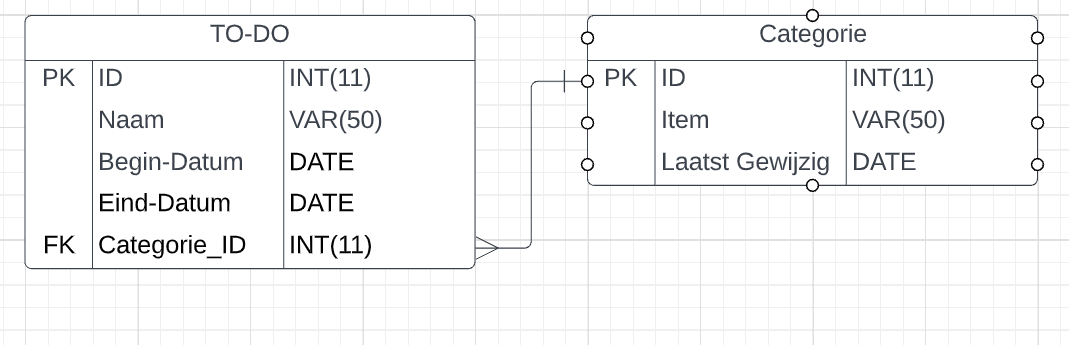 TO-DO
PK ID INT(11)
Naam VAR(50)
Begin-Datum DATE
Eind-Datum DATE
FK Categorie_ID INT(11)
Categorie
PK ID INT(11)
Item VAR(50)
Laatst Gewijzig DATE